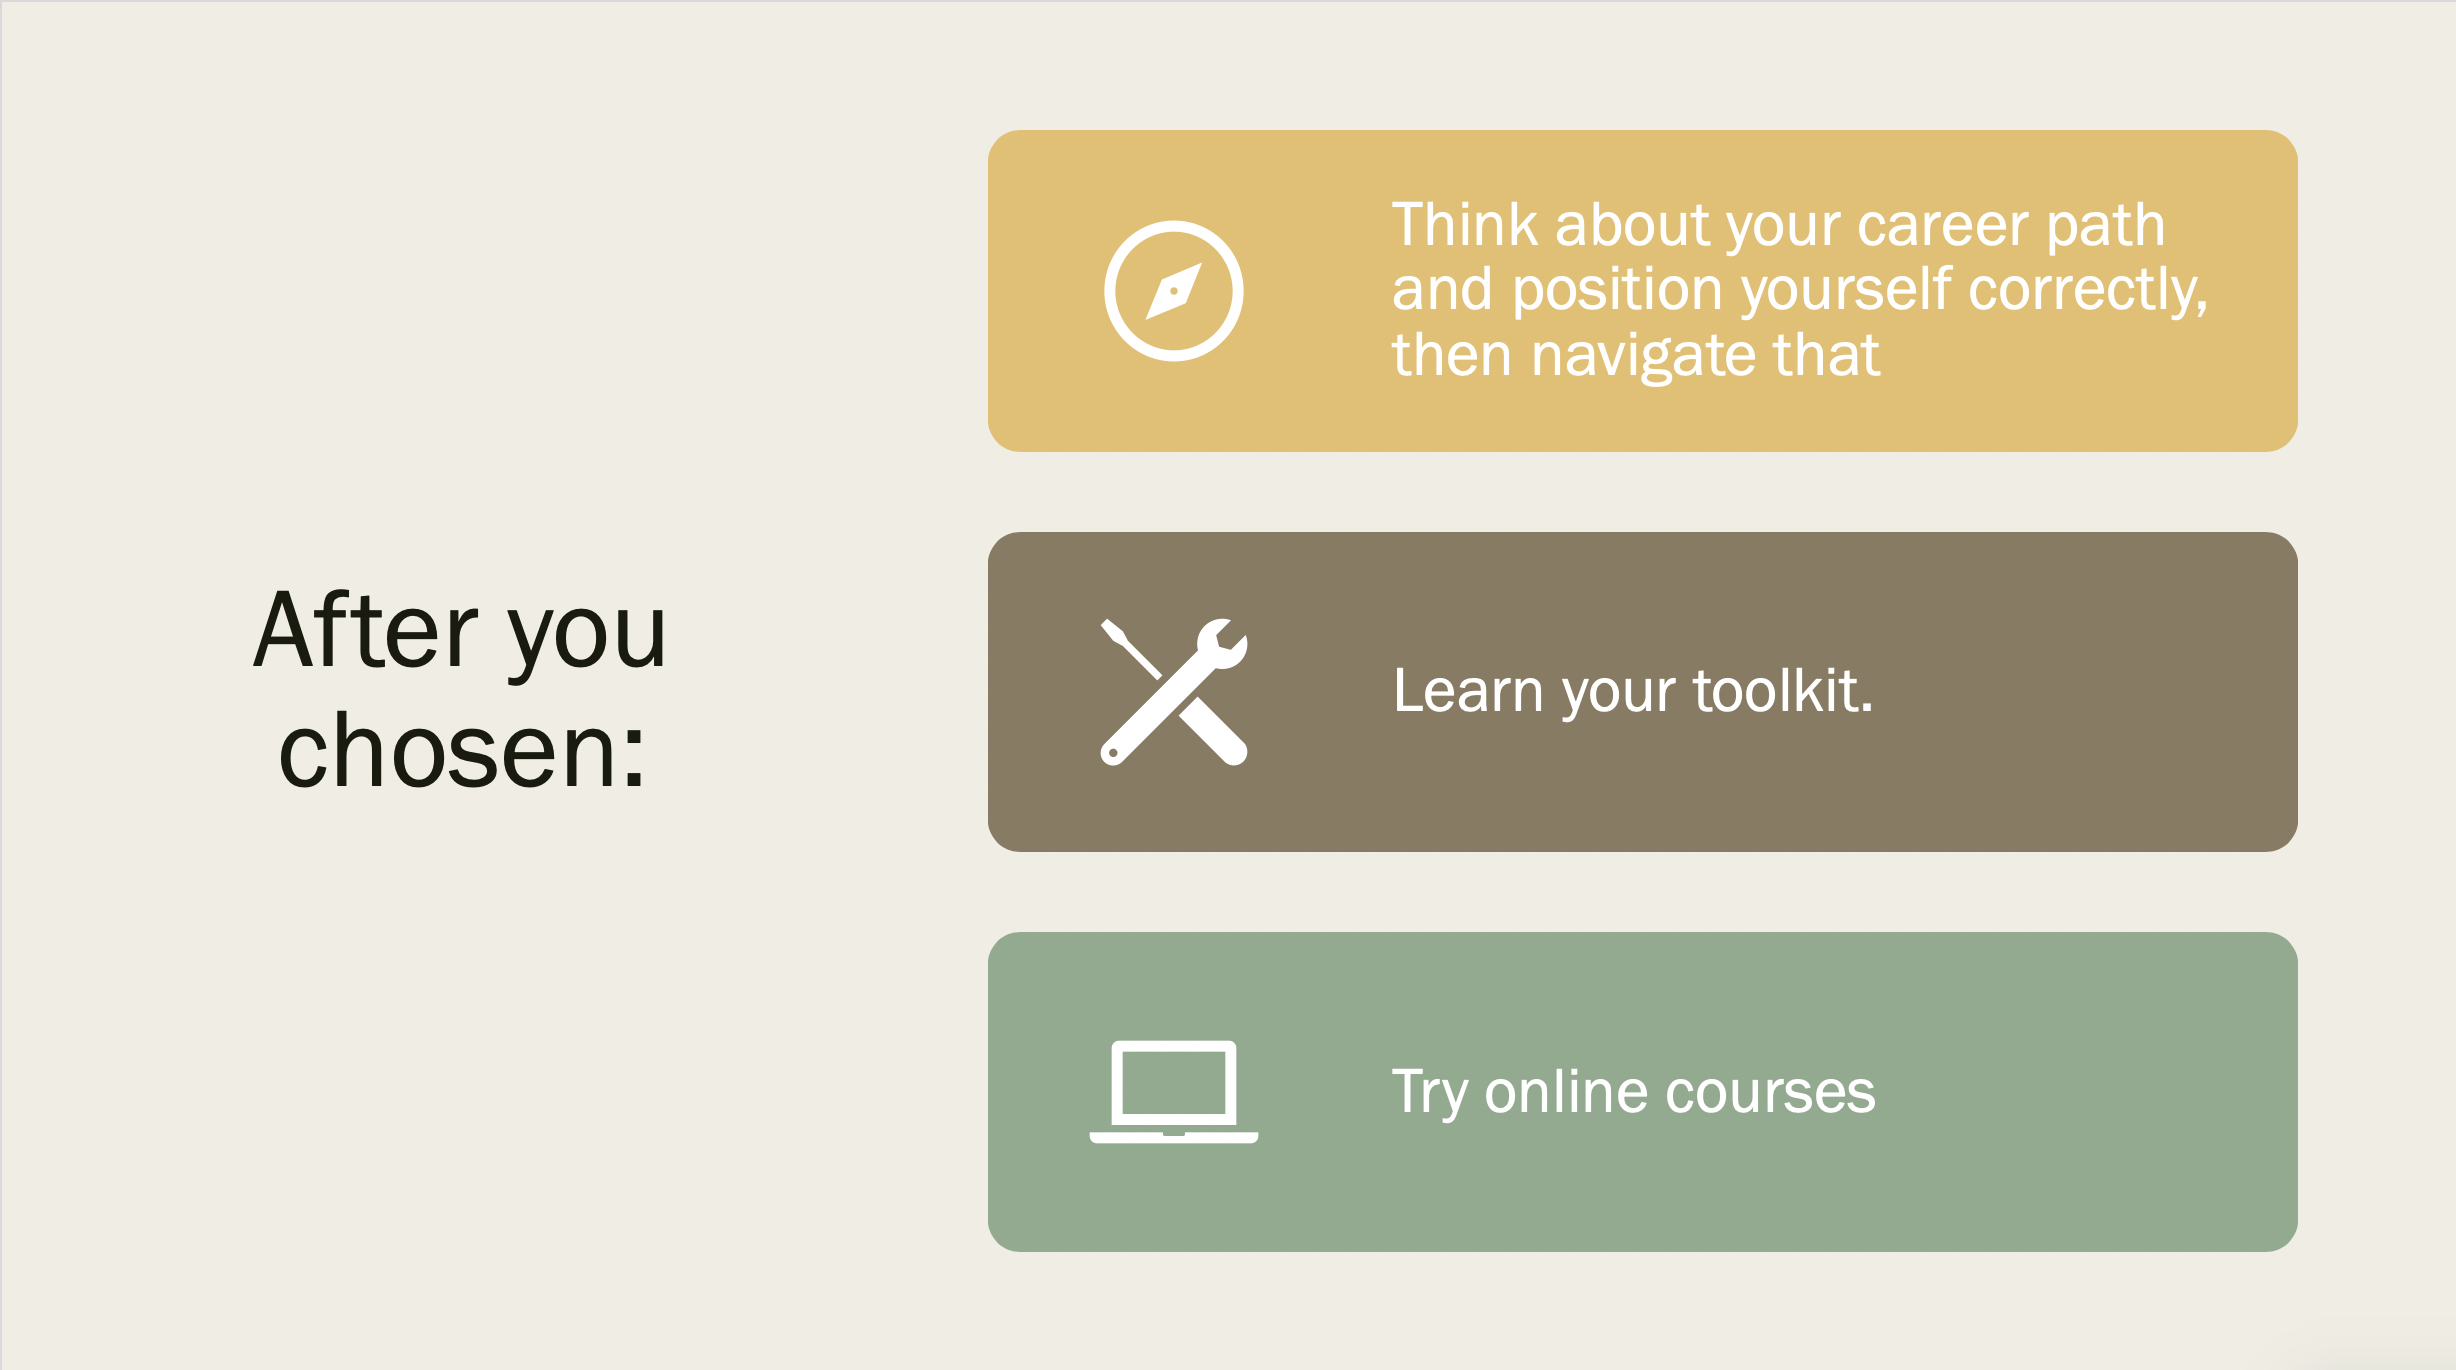 After you
chosen:
Think about your career path
and position yourself correctly,
then navigate that
Learn your toolkit.
Try online courses